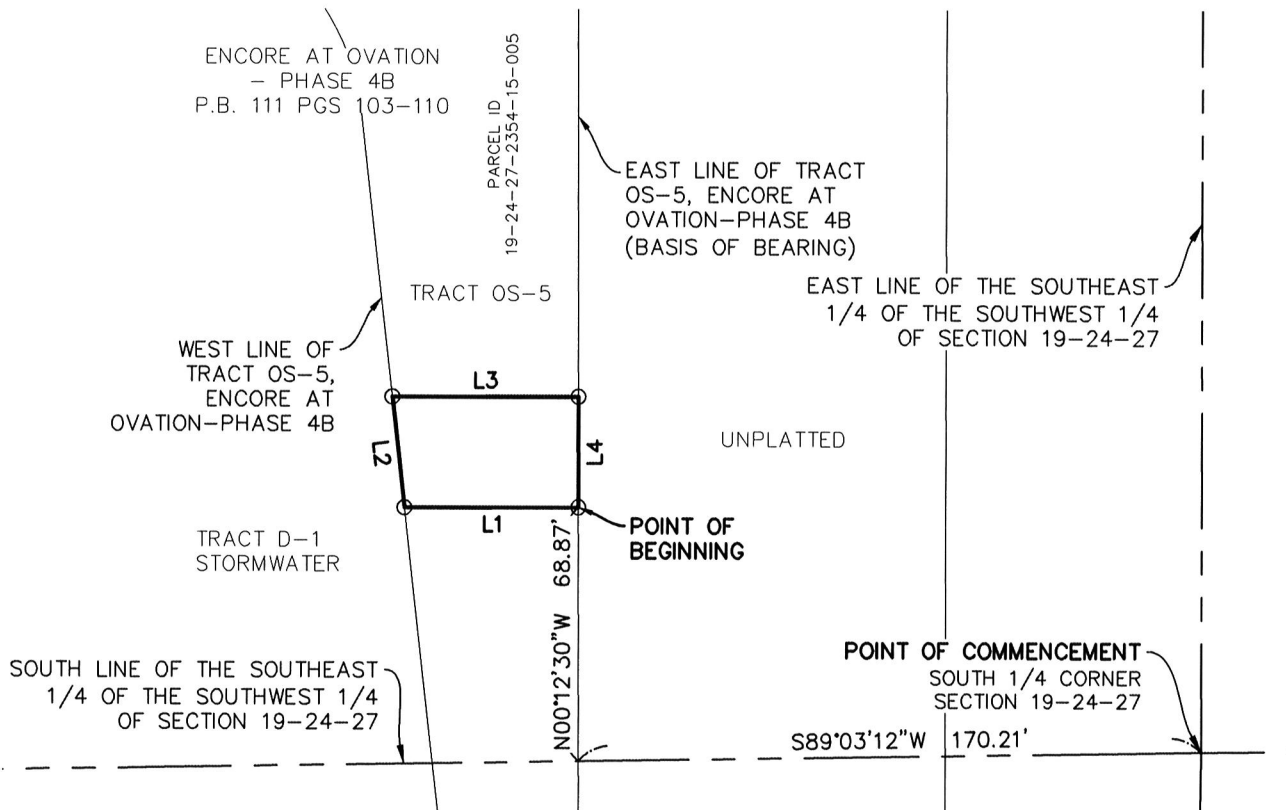 ENCORE AT OVATION
- PHASE 4B
P.B. 111 PGS 103-110
PARCEL ID
19-24-27-2354-15-005
EAST LINE OF TRACT
OS-5, ENCORE AT
OVATION-PHASE 4B
(BASIS OF BEARING)
EAST LINE OF THE SOUTHEAST
1/4 OF THE SOUTHWEST 1/4
OF SECTION 19-24-27
TRACT OS-5
WEST LINE OF
TRACT OS-5,
ENCORE AT
OVATION-PHASE 4B
L3
L2
L4
L1
UNPLATTED
POINT OF
BEGINNING
TRACT D-1
STORMWATER
N00°12'30"W 68.87'
SOUTH LINE OF THE SOUTHEAST
1/4 OF THE SOUTHWEST 1/4
OF SECTION 19-24-27
POINT OF COMMENCEMENT
SOUTH 1/4 CORNER
SECTION 19-24-27
S89°03'12"W 170.21'